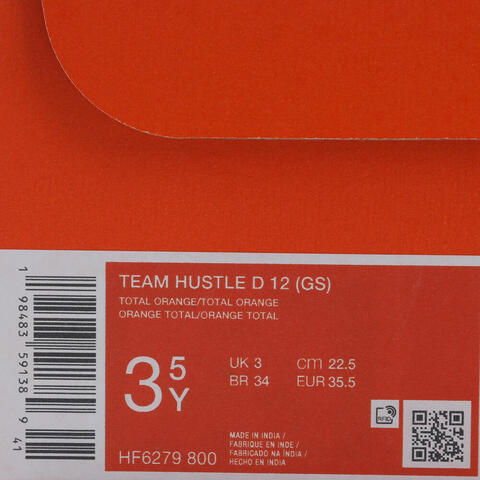 TEAM HUSTLE D 12 (GS)
TOTAL ORANGE/TOTAL ORANGE
ORANGE TOTAL/ORANGE TOTAL
3 5 Y
UK 3 cm 22.5
BR 34 EUR 35.5
RFID
MADE IN INDIA /
FABRIQUE EN INDE /
FABRICADO NA ÍNDIA /
HECHO EN INDIA
HF6279 800
1 98483 59138 9 41